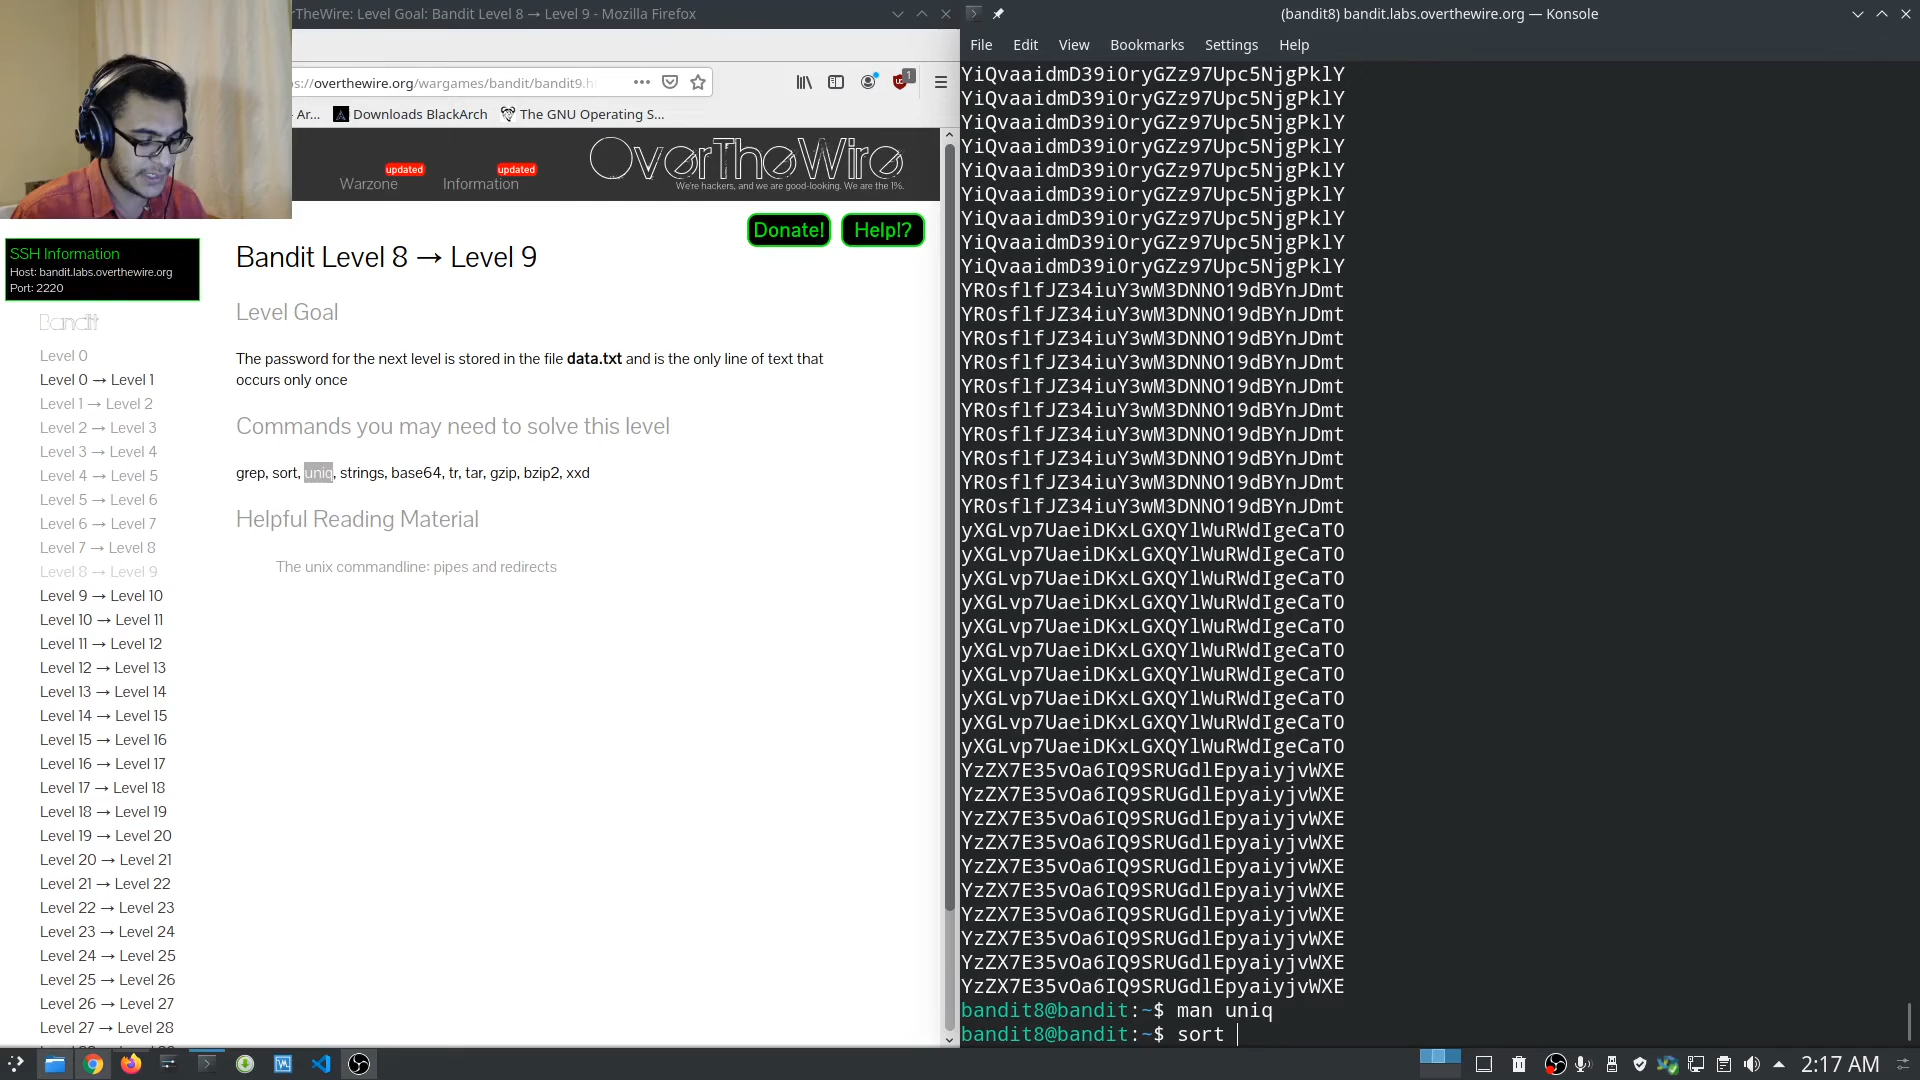 rTheWire: Level Goal: Bandit Level 8 → Level 9 - Mozilla Firefox
s://overthewire.org/wargames/bandit/bandit9.h
1
Ar...
Downloads BlackArch
The GNU Operating S...
updated
updated
Warzone
Information
OverTheWire
We're hackers, and we are good-looking. We are the 1%.
Donate!
Help!?
SSH Information
Host: bandit.labs.overthewire.org
Port: 2220
Bandit
Level 0
Level 0 → Level 1
Level 1 → Level 2
Level 2 → Level 3
Level 3 → Level 4
Level 4 → Level 5
Level 5 → Level 6
Level 6 → Level 7
Level 7 → Level 8
Level 8 → Level 9
Level 9 → Level 10
Level 10 → Level 11
Level 11 → Level 12
Level 12 → Level 13
Level 13 → Level 14
Level 14 → Level 15
Level 15 → Level 16
Level 16 → Level 17
Level 17 → Level 18
Level 18 → Level 19
Level 19 → Level 20
Level 20 → Level 21
Level 21 → Level 22
Level 22 → Level 23
Level 23 → Level 24
Level 24 → Level 25
Level 25 → Level 26
Level 26 → Level 27
Level 27 → Level 28
Bandit Level 8 → Level 9
Level Goal
The password for the next level is stored in the file data.txt and is the only line of text that
occurs only once
Commands you may need to solve this level
grep, sort, uniq, strings, base64, tr, tar, gzip, bzip2, xxd
Helpful Reading Material
The unix commandline: pipes and redirects
(bandit8) bandit.labs.overthewire.org — Konsole
File Edit View Bookmarks Settings Help
YiQvaaidmD39iOryGZz97Upc5NjgPklY
YiQvaaidmD39iOryGZz97Upc5NjgPklY
YiQvaaidmD39iOryGZz97Upc5NjgPklY
YiQvaaidmD39iOryGZz97Upc5NjgPklY
YiQvaaidmD39iOryGZz97Upc5NjgPklY
YiQvaaidmD39iOryGZz97Upc5NjgPklY
YiQvaaidmD39iOryGZz97Upc5NjgPklY
YiQvaaidmD39iOryGZz97Upc5NjgPklY
YiQvaaidmD39iOryGZz97Upc5NjgPklY
YROsflfJZ34iuY3wM3DNNO19dBYnJDmt
YROsflfJZ34iuY3wM3DNNO19dBYnJDmt
YROsflfJZ34iuY3wM3DNNO19dBYnJDmt
YROsflfJZ34iuY3wM3DNNO19dBYnJDmt
YROsflfJZ34iuY3wM3DNNO19dBYnJDmt
YROsflfJZ34iuY3wM3DNNO19dBYnJDmt
YROsflfJZ34iuY3wM3DNNO19dBYnJDmt
YROsflfJZ34iuY3wM3DNNO19dBYnJDmt
YROsflfJZ34iuY3wM3DNNO19dBYnJDmt
YROsflfJZ34iuY3wM3DNNO19dBYnJDmt
yXGLvp7UaeiDKxLGXQYlWuRWdIgeCaT0
yXGLvp7UaeiDKxLGXQYlWuRWdIgeCaT0
yXGLvp7UaeiDKxLGXQYlWuRWdIgeCaT0
yXGLvp7UaeiDKxLGXQYlWuRWdIgeCaT0
yXGLvp7UaeiDKxLGXQYlWuRWdIgeCaT0
yXGLvp7UaeiDKxLGXQYlWuRWdIgeCaT0
yXGLvp7UaeiDKxLGXQYlWuRWdIgeCaT0
yXGLvp7UaeiDKxLGXQYlWuRWdIgeCaT0
yXGLvp7UaeiDKxLGXQYlWuRWdIgeCaT0
yXGLvp7UaeiDKxLGXQYlWuRWdIgeCaT0
YzZX7E35vOa6IQ9SRUGdlEpyaiyjvWXE
YzZX7E35vOa6IQ9SRUGdlEpyaiyjvWXE
YzZX7E35vOa6IQ9SRUGdlEpyaiyjvWXE
YzZX7E35vOa6IQ9SRUGdlEpyaiyjvWXE
YzZX7E35vOa6IQ9SRUGdlEpyaiyjvWXE
YzZX7E35vOa6IQ9SRUGdlEpyaiyjvWXE
YzZX7E35vOa6IQ9SRUGdlEpyaiyjvWXE
YzZX7E35vOa6IQ9SRUGdlEpyaiyjvWXE
YzZX7E35vOa6IQ9SRUGdlEpyaiyjvWXE
YzZX7E35vOa6IQ9SRUGdlEpyaiyjvWXE
bandit8@bandit:~$ man uniq
bandit8@bandit:~$ sort
2:17 AM